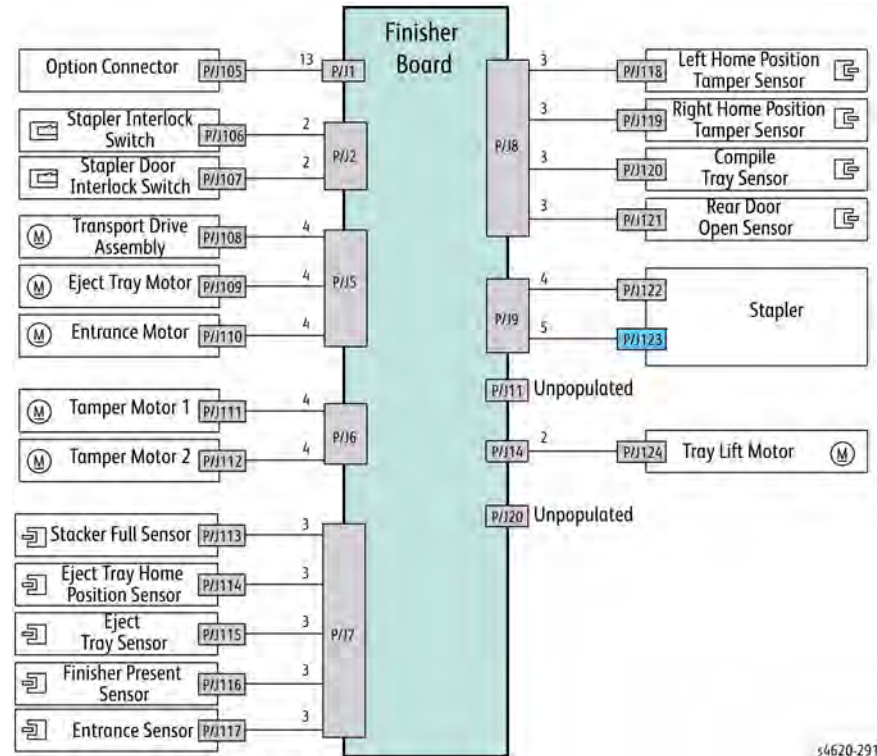 Finisher
Board
Option Connector P/J105 13 P/J1
Stapler Interlock
Switch P/J106 2
Stapler Door
Interlock Switch P/J107 2
P/J2
Transport Drive
Assembly P/J108 4
M
Eject Tray Motor P/J109 4
M
Entrance Motor P/J110 4
M
P/J5
Tamper Motor 1 P/J111 4
M
Tamper Motor 2 P/J112 4
M
P/J6
Stacker Full Sensor P/J113 3
Eject Tray Home
Position Sensor P/J114 3
Eject
Tray Sensor P/J115 3
Finisher Present
Sensor P/J116 3
Entrance Sensor P/J117 3
P/J7
P/J8
3 P/J118 Left Home Position
Tamper Sensor
3 P/J119 Right Home Position
Tamper Sensor
3 P/J120 Compile
Tray Sensor
3 P/J121 Rear Door
Open Sensor
P/J9
4 P/J122
5 P/J123
Stapler
P/J11 Unpopulated
P/J14 2 P/J124 Tray Lift Motor M
P/J20 Unpopulated
s4620-291